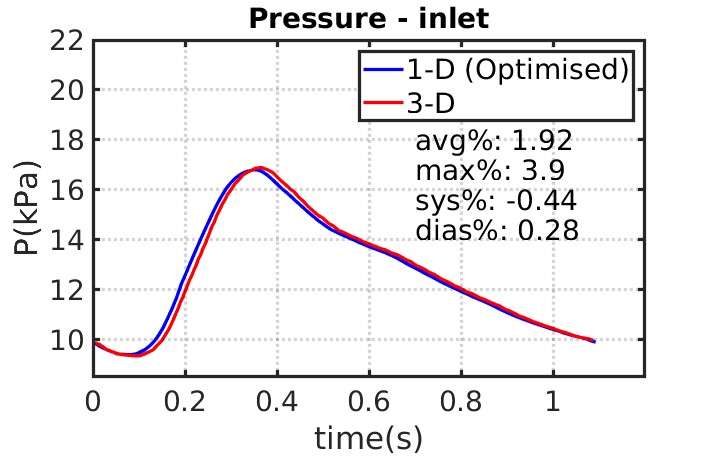 Pressure - inlet
22
20
18
16
14
12
10
P(kPa)
1-D (Optimised)
3-D
avg%: 1.92
max%: 3.9
sys%: -0.44
dias%: 0.28
0 0.2 0.4 0.6 0.8 1
time(s)